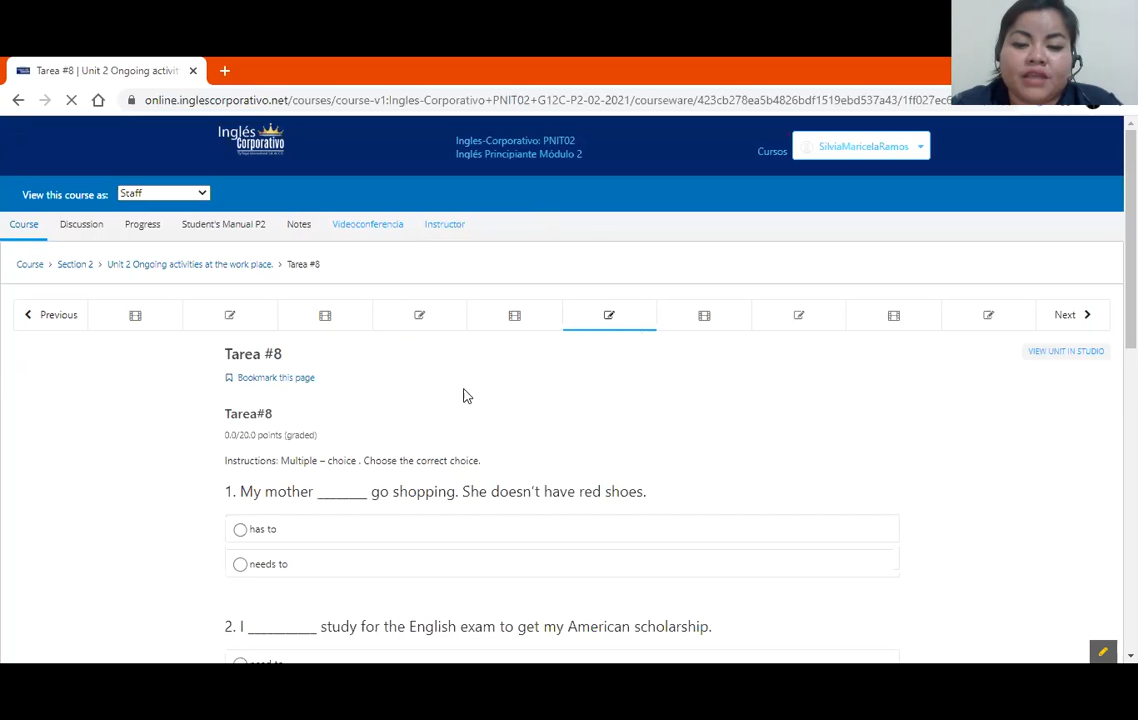 Tarea #8 | Unit 2 Ongoing activit
online.inglescorporativo.net/courses/course-v1:Ingles-Corporativo+PNIT02+G12C-P2-02-2021/courseware/423cb278ea5b4826bdf1519ebd537a43/1ff027ec6
Inglés
Corporativo
Ingles-Corporativo: PNIT02
Inglés Principiante Módulo 2
Cursos
SilviaMaricelaRamos
View this course as:
Staff
Course
Discussion
Progress
Student's Manual P2
Notes
Videoconferencia
Instructor
Course > Section 2 > Unit 2 Ongoing activities at the work place. > Tarea #8
Previous
Next
Tarea #8
VIEW UNIT IN STUDIO
Bookmark this page
Tarea#8
0.0/20.0 points (graded)
Instructions: Multiple – choice . Choose the correct choice.
1. My mother ________ go shopping. She doesn't have red shoes.
has to
needs to
2. I ___________ study for the English exam to get my American scholarship.
need to